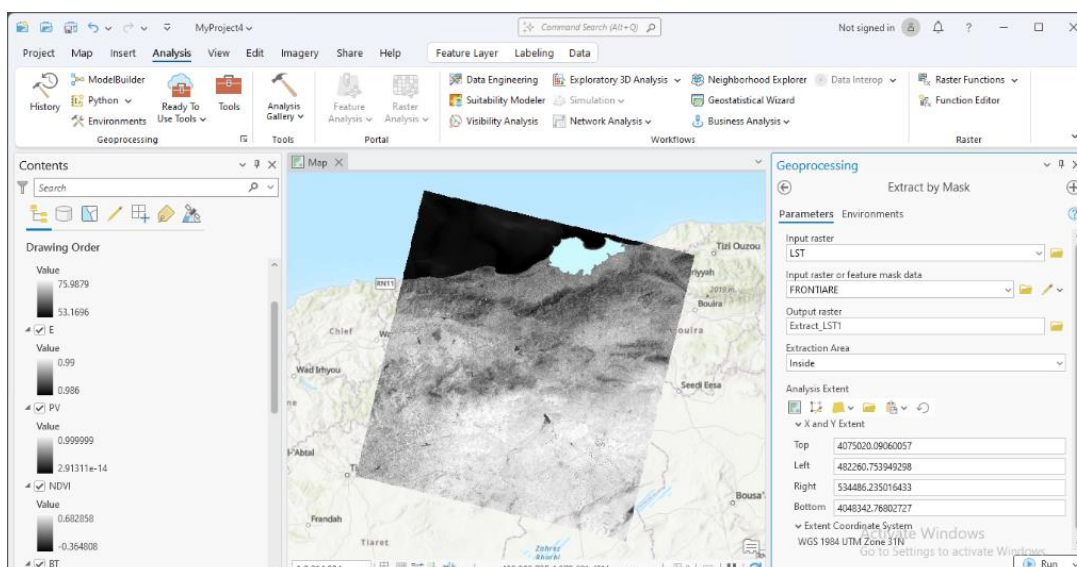 MyProject4
Command Search (Alt+Q)
Not signed in
?
Project Map Insert Analysis View Edit Imagery Share Help Feature Layer Labeling Data
History
ModelBuilder
Python
Environments
Ready To
Use Tools
Tools
Geoprocessing
Analysis
Gallery
Tools
Feature
Analysis
Raster
Analysis
Portal
Data Engineering
Suitability Modeler
Visibility Analysis
Exploratory 3D Analysis
Simulation
Network Analysis
Neighborhood Explorer
Geostatistical Wizard
Business Analysis
Data Interop
Workflows
Raster Functions
Function Editor
Raster
Contents
Search
Drawing Order
Value
75.9879
53.1696
E
Value
0.99
0.986
PV
Value
0.999999
2.91311e-14
NDVI
Value
0.682858
-0.364808
BT
Map
Tizi Ouzou
RN11
Bouira
Chlef
Wad Irhyou
Seedi Eesa
Frandah
Tiaret
Zahrez
Gharbi
Geoprocessing
Extract by Mask
Parameters Environments
Input raster
LST
Input raster or feature mask data
FRONTIARE
Output raster
Extract_LST1
Extraction Area
Inside
Analysis Extent
X and Y Extent
Top 4075020.09060057
Left 482260.753949298
Right 534486.235016433
Bottom 4048342.76802727
Extent Coordinate System
WGS 1984 UTM Zone 31N
Activate Windows
Go to Settings to activate Windows.
Run